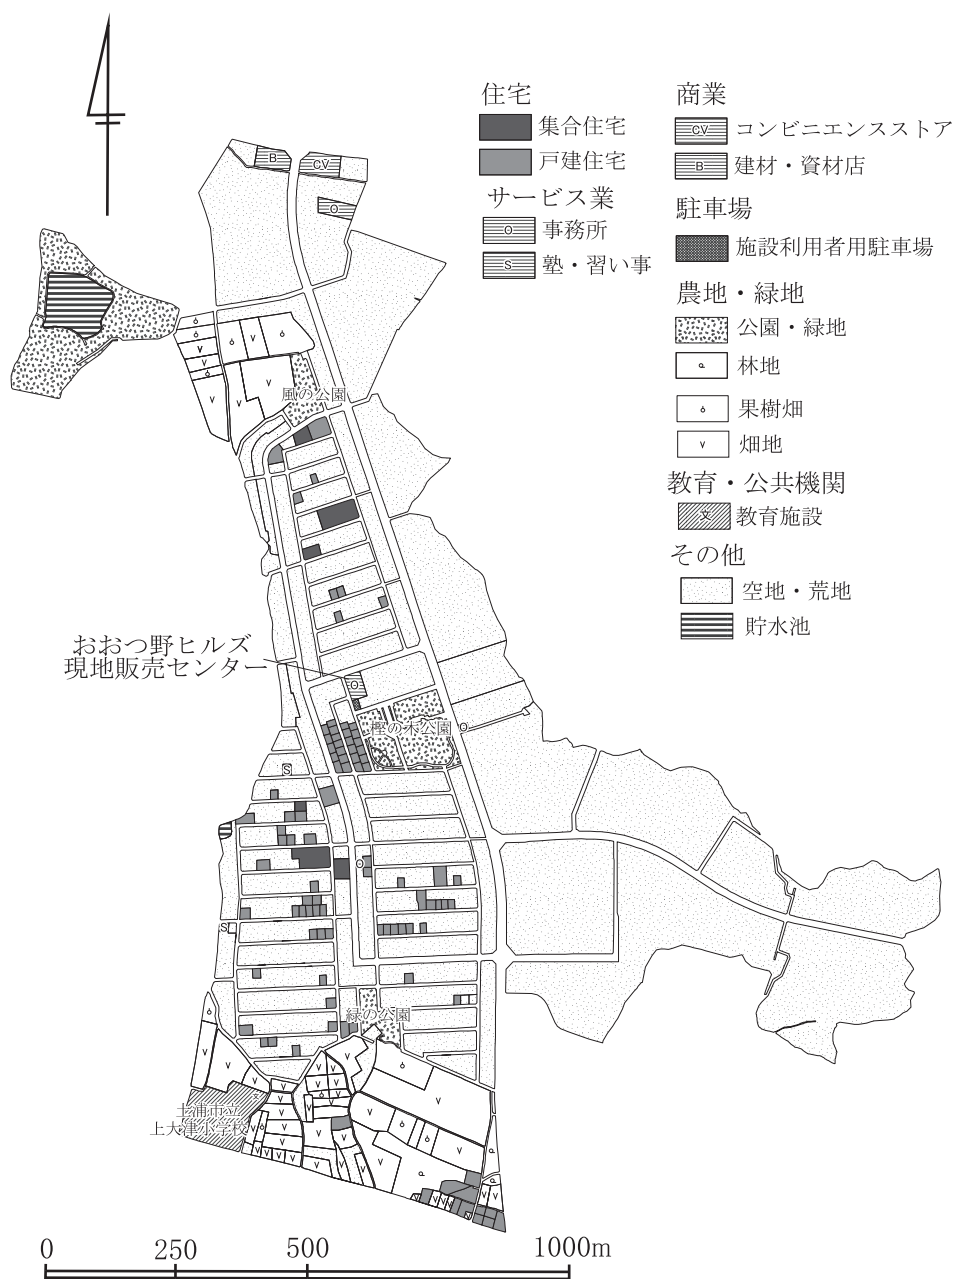 住宅
集合住宅
戸建住宅
サービス業
事務所
S
塾・習い事
商業
CV
コンビニエンスストア
B
建材・資材店
駐車場
施設利用者用駐車場
農地・緑地
公園・緑地
林地
果樹畑
畑地
教育・公共機関
文
教育施設
その他
空地・荒地
貯水池
B
CV
風の公園
おおつ野ヒルズ
現地販売センター
樫の木公園
S
S
緑の公園
文
土浦市立
上大津小学校
0 250 500 1000m